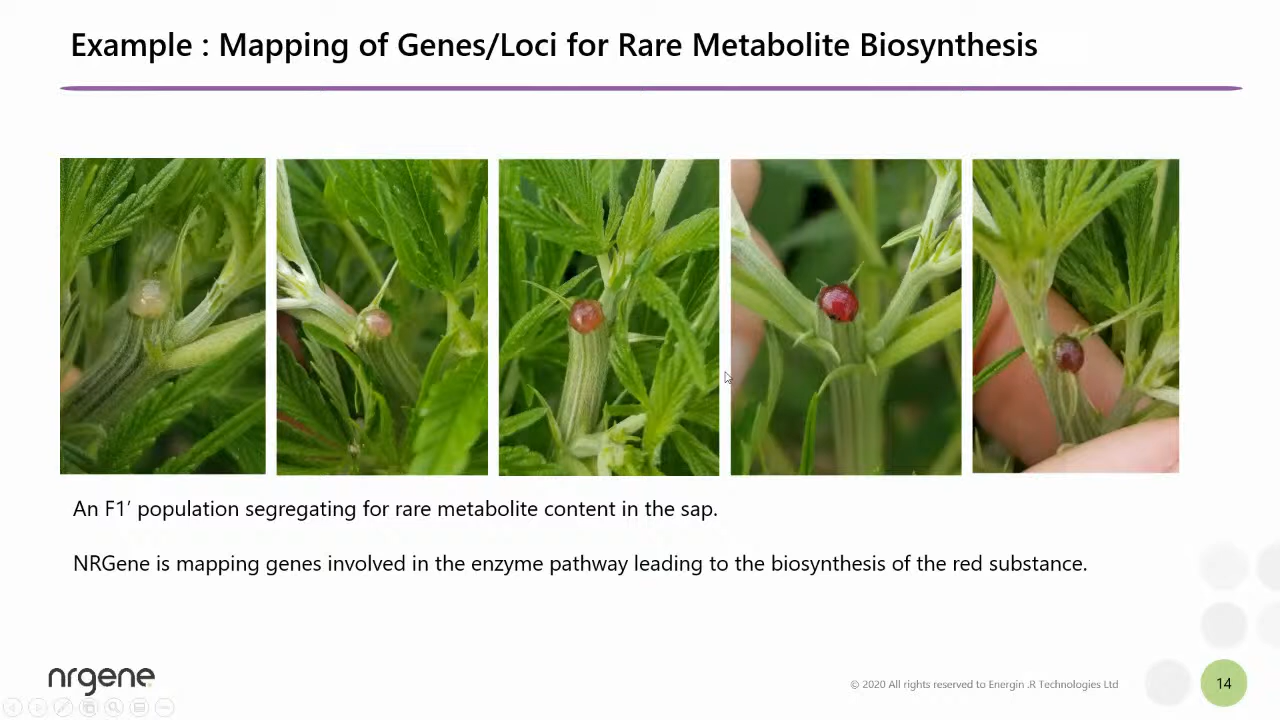 Example : Mapping of Genes/Loci for Rare Metabolite Biosynthesis
An F1’ population segregating for rare metabolite content in the sap.
NRGene is mapping genes involved in the enzyme pathway leading to the biosynthesis of the red substance.
nrgene
© 2020 All rights reserved to Energin .R Technologies Ltd
14